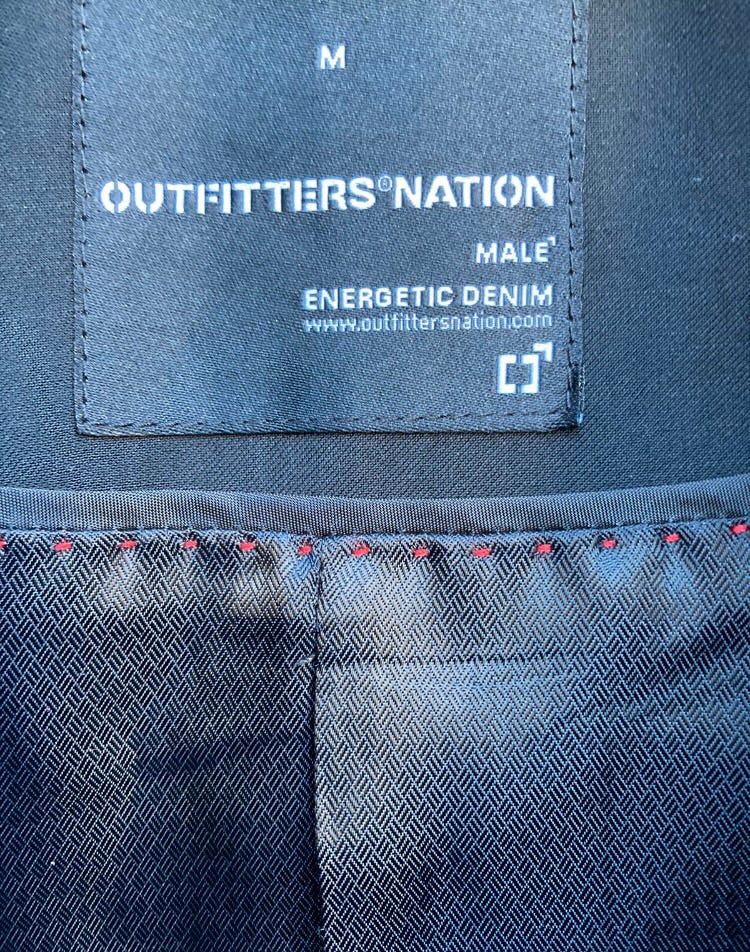 M
OUTFITTERS®NATION
MALE
ENERGETIC DENIM
www.outfittersnation.com